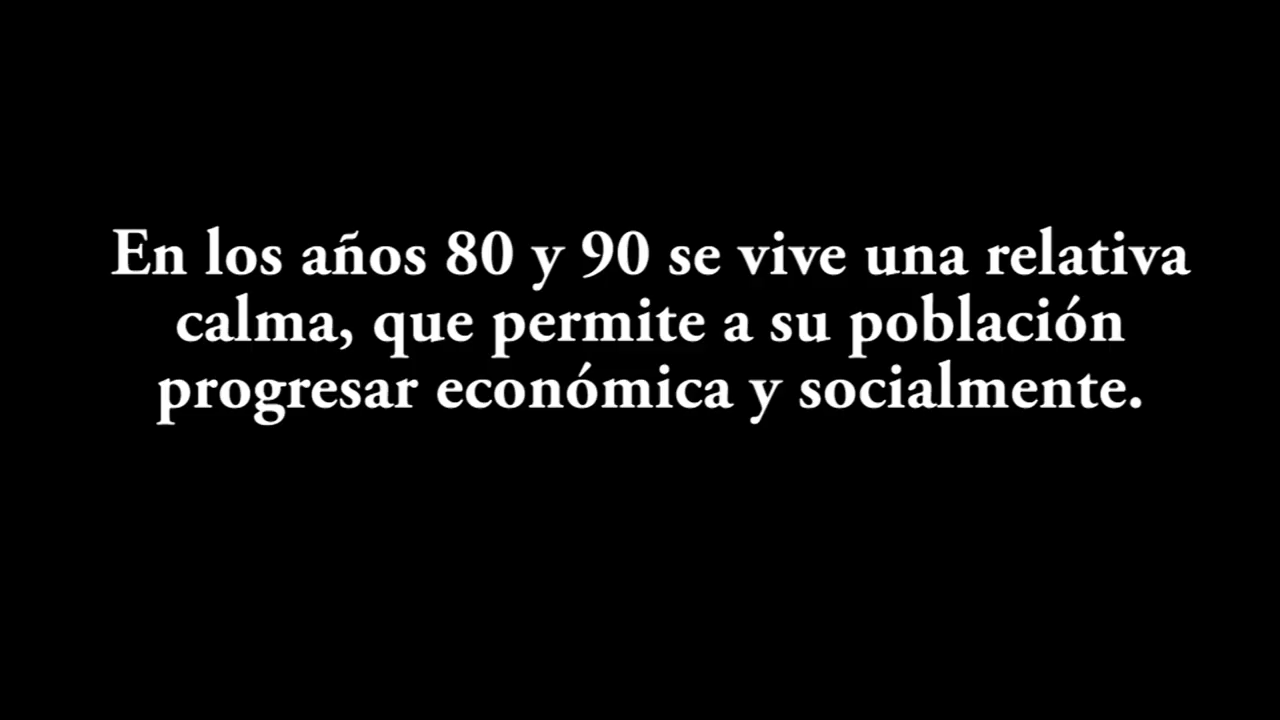 En los años 80 y 90 se vive una relativa
calma, que permite a su población
progresar económica y socialmente.